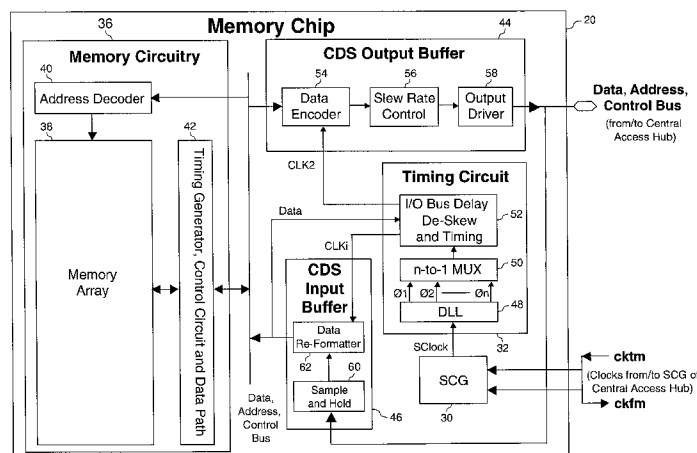 Memory Chip
36
44
20
Memory Circuitry
CDS Output Buffer
40
Address Decoder
54
56
58
Data
Encoder
Slew Rate
Control
Output
Driver
Data, Address,
Control Bus
(from/to Central
Access Hub)
38
42
Memory
Array
Timing Generator, Control Circuit and Data Path
CLK2
Timing Circuit
I/O Bus Delay
De-Skew
and Timing
52
Data
CLKi
n-to-1 MUX
50
Ø1
Ø2
Øn
DLL
48
32
CDS
Input
Buffer
Data
Re-Formatter
62
60
Sample
and Hold
46
SClock
SCG
30
cktm
(Clocks from/to SCG of
Central Access Hub)
ckfm
Data,
Address,
Control
Bus